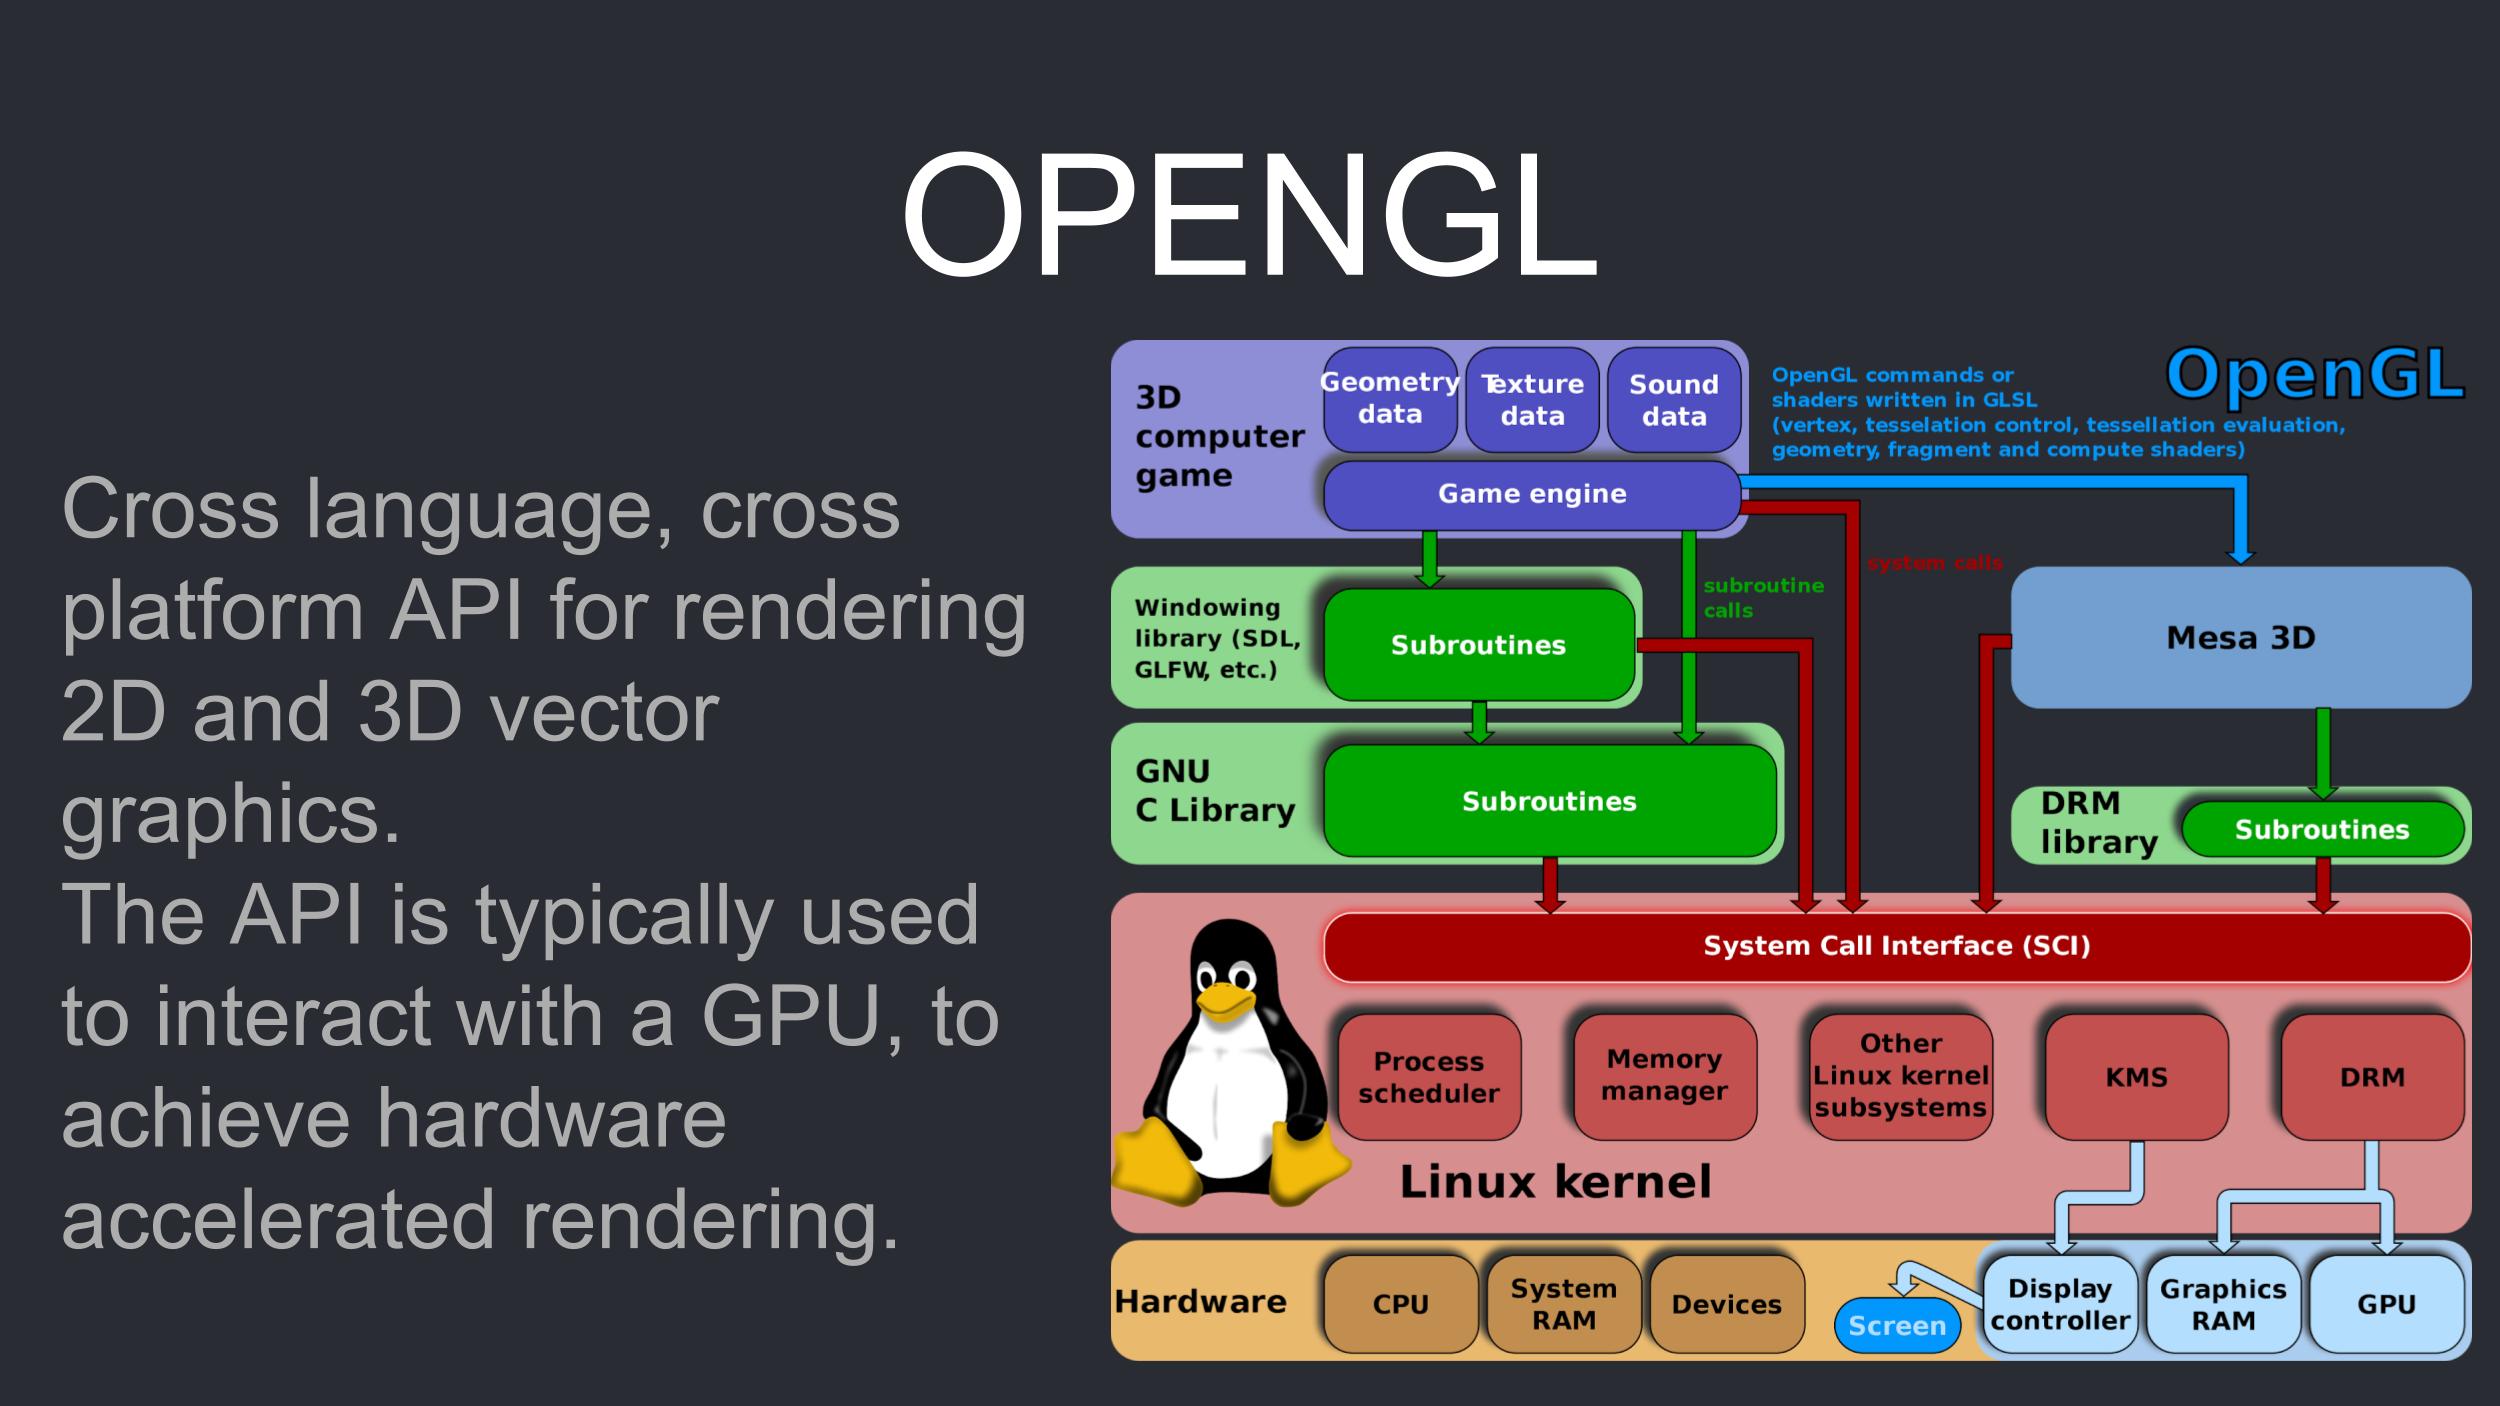 OPENGL
Cross language, cross
platform API for rendering
2D and 3D vector
graphics.
The API is typically used
to interact with a GPU, to
achieve hardware
accelerated rendering.
3D
computer
game
Geometry
data
Texture
data
Sound
data
Game engine
OpenGL commands or
shaders written in GLSL
(vertex, tesselation control, tessellation evaluation,
geometry, fragment and compute shaders)
OpenGL
system calls
subroutine
calls
Windowing
library (SDL,
GLFW, etc.)
Subroutines
Mesa 3D
GNU
C Library
Subroutines
DRM
library
Subroutines
System Call Interface (SCI)
Process
scheduler
Memory
manager
Other
Linux kernel
subsystems
KMS
DRM
Linux kernel
Hardware
CPU
System
RAM
Devices
Screen
Display
controller
Graphics
RAM
GPU